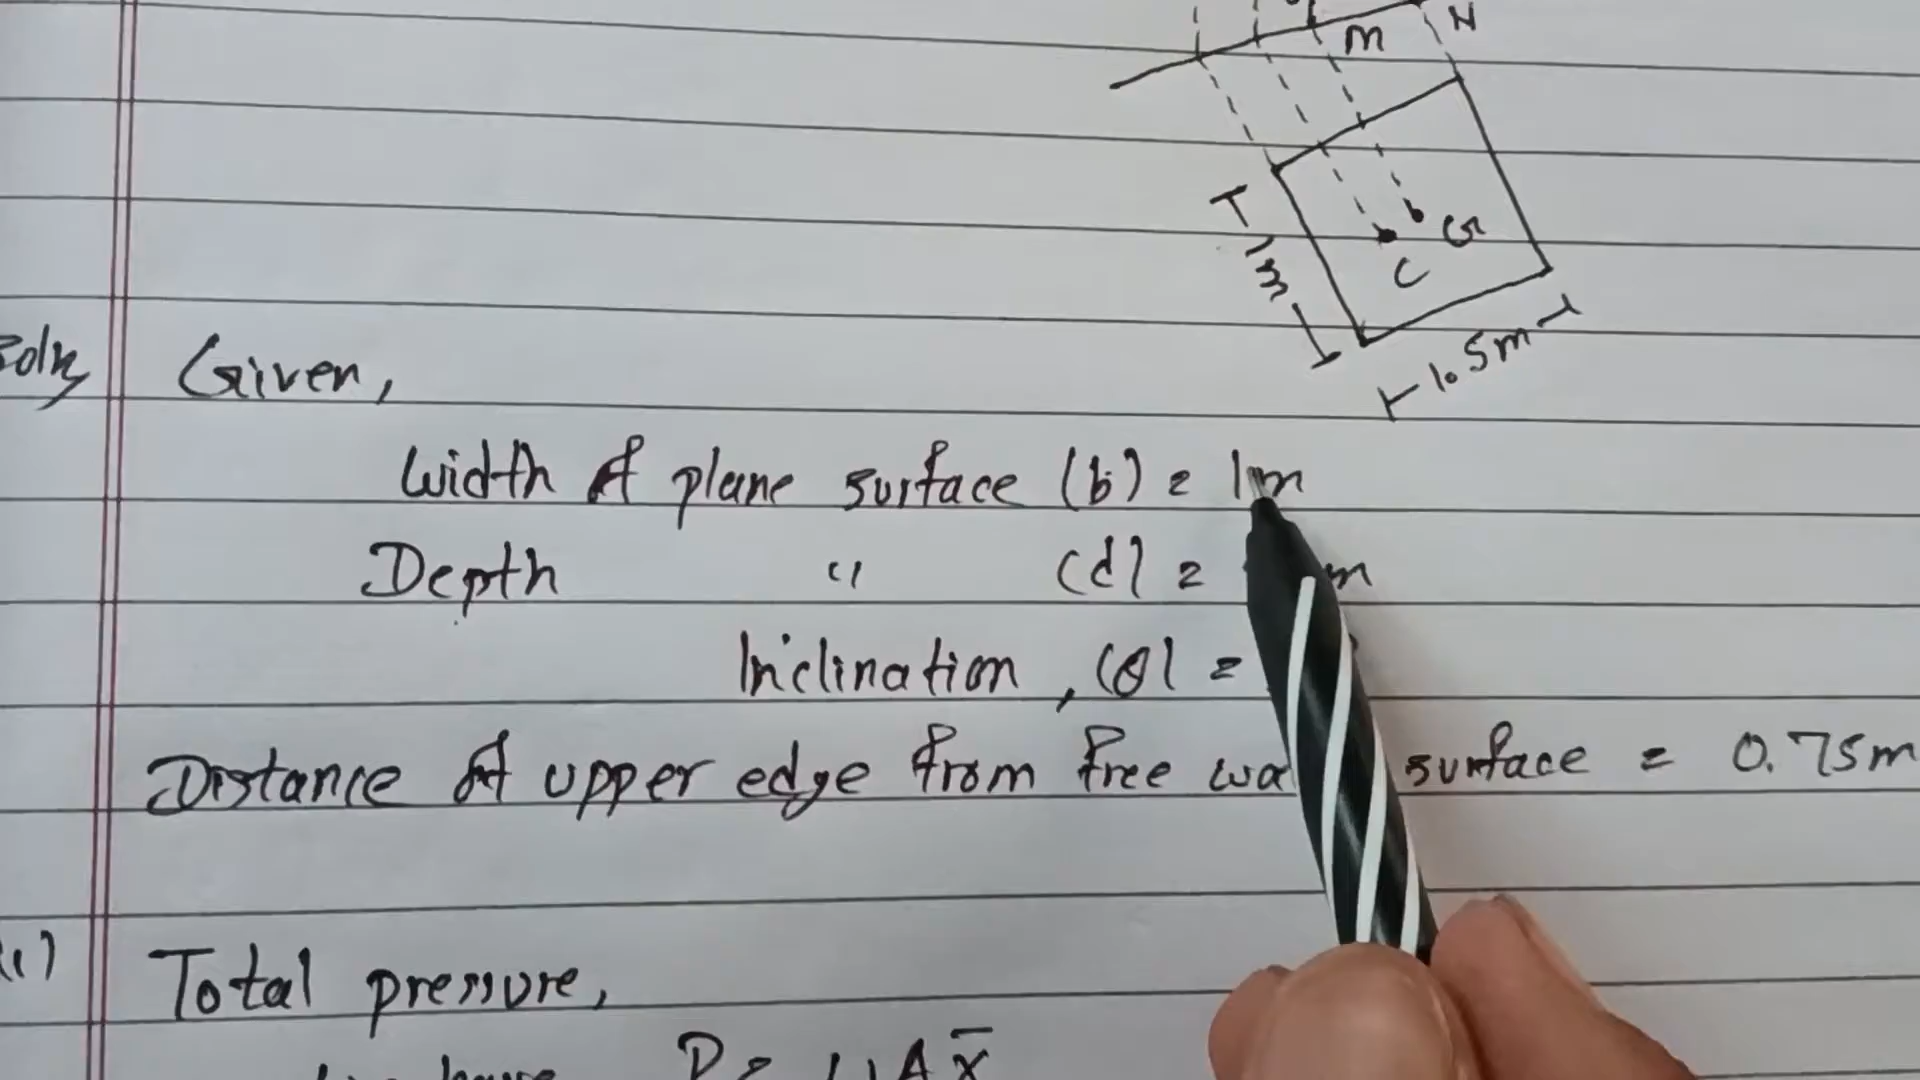 N
M
G
C
1m
1.5m
Soln
Given,
Width of plane surface (b) = 1m
Depth " (d) = m
Inclination, (θ) =
Distance of upper edge from free wa surface = 0.75m
(1) Total pressure,
P = WAx̄